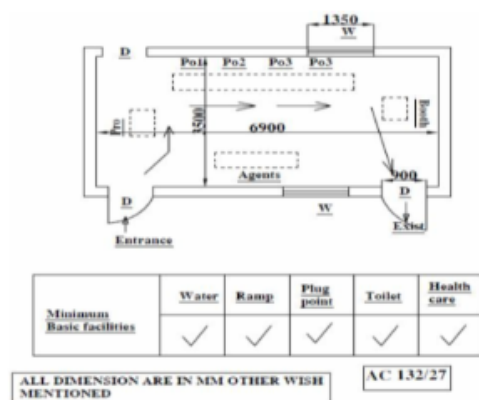 1350
W
D
Po1 Po2 Po3 Po3
Pro
3500
6900
Booth
Agents
900
D
D
W
Entrance
Exist
Minimum
Basic facilities
Water
Ramp
Plug
point
Toilet
Health
care
ALL DIMENSION ARE IN MM OTHER WISH
MENTIONED
AC 132/27